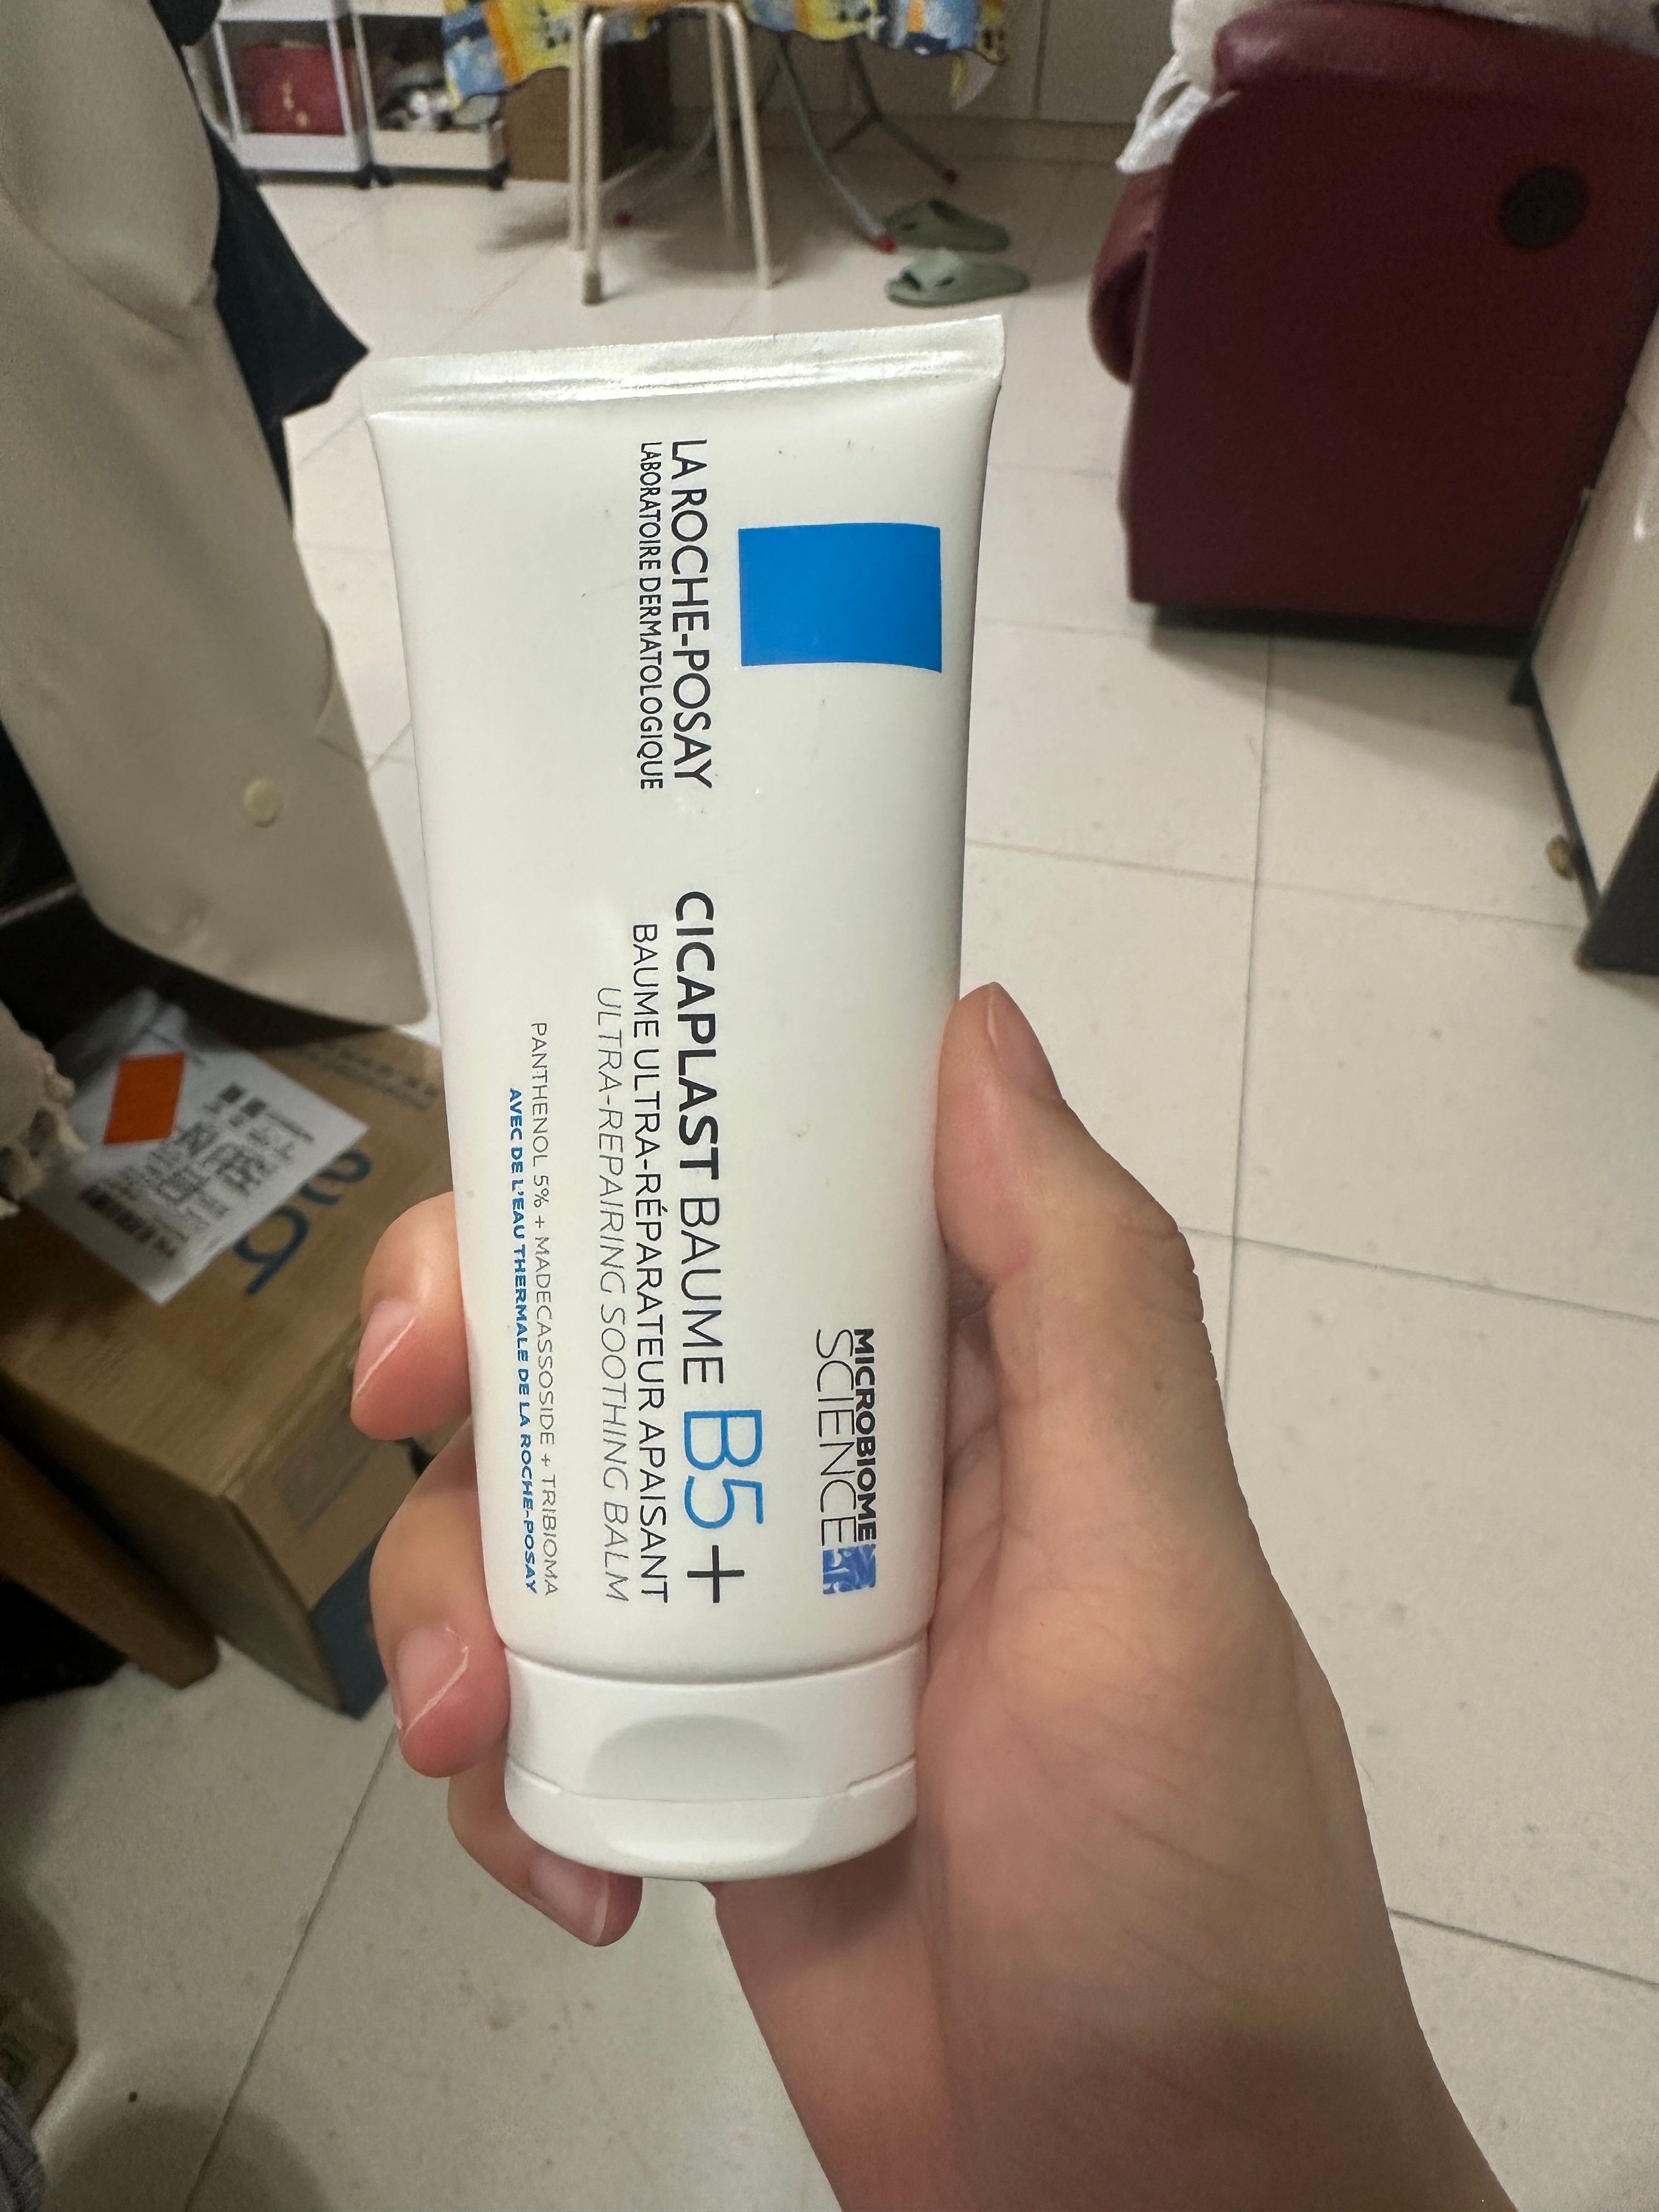 LA ROCHE-POSAY
LABORATOIRE DERMATOLOGIQUE
MICROBIOME
SCIENCE
CICAPLAST BAUME B5+
BAUME ULTRA-RÉPARATEUR APAISANT
ULTRA-REPAIRING SOOTHING BALM
PANTHENOL 5% + MADECASSOSIDE + TRIBIOMA
AVEC DE L'EAU THERMALE DE LA ROCHE-POSAY